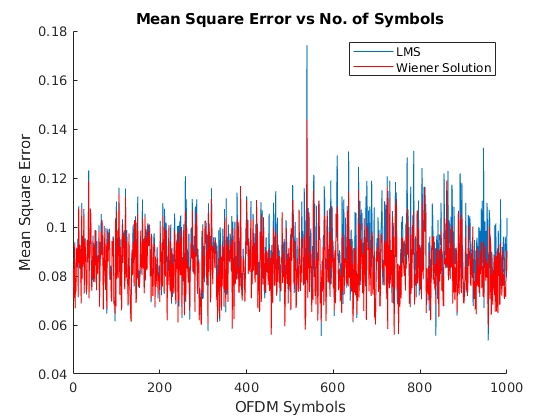 Mean Square Error vs No. of Symbols
0.18
0.16
0.14
0.12
0.1
0.08
0.06
0.04
Mean Square Error
LMS
Wiener Solution
0
200
400
600
800
1000
OFDM Symbols